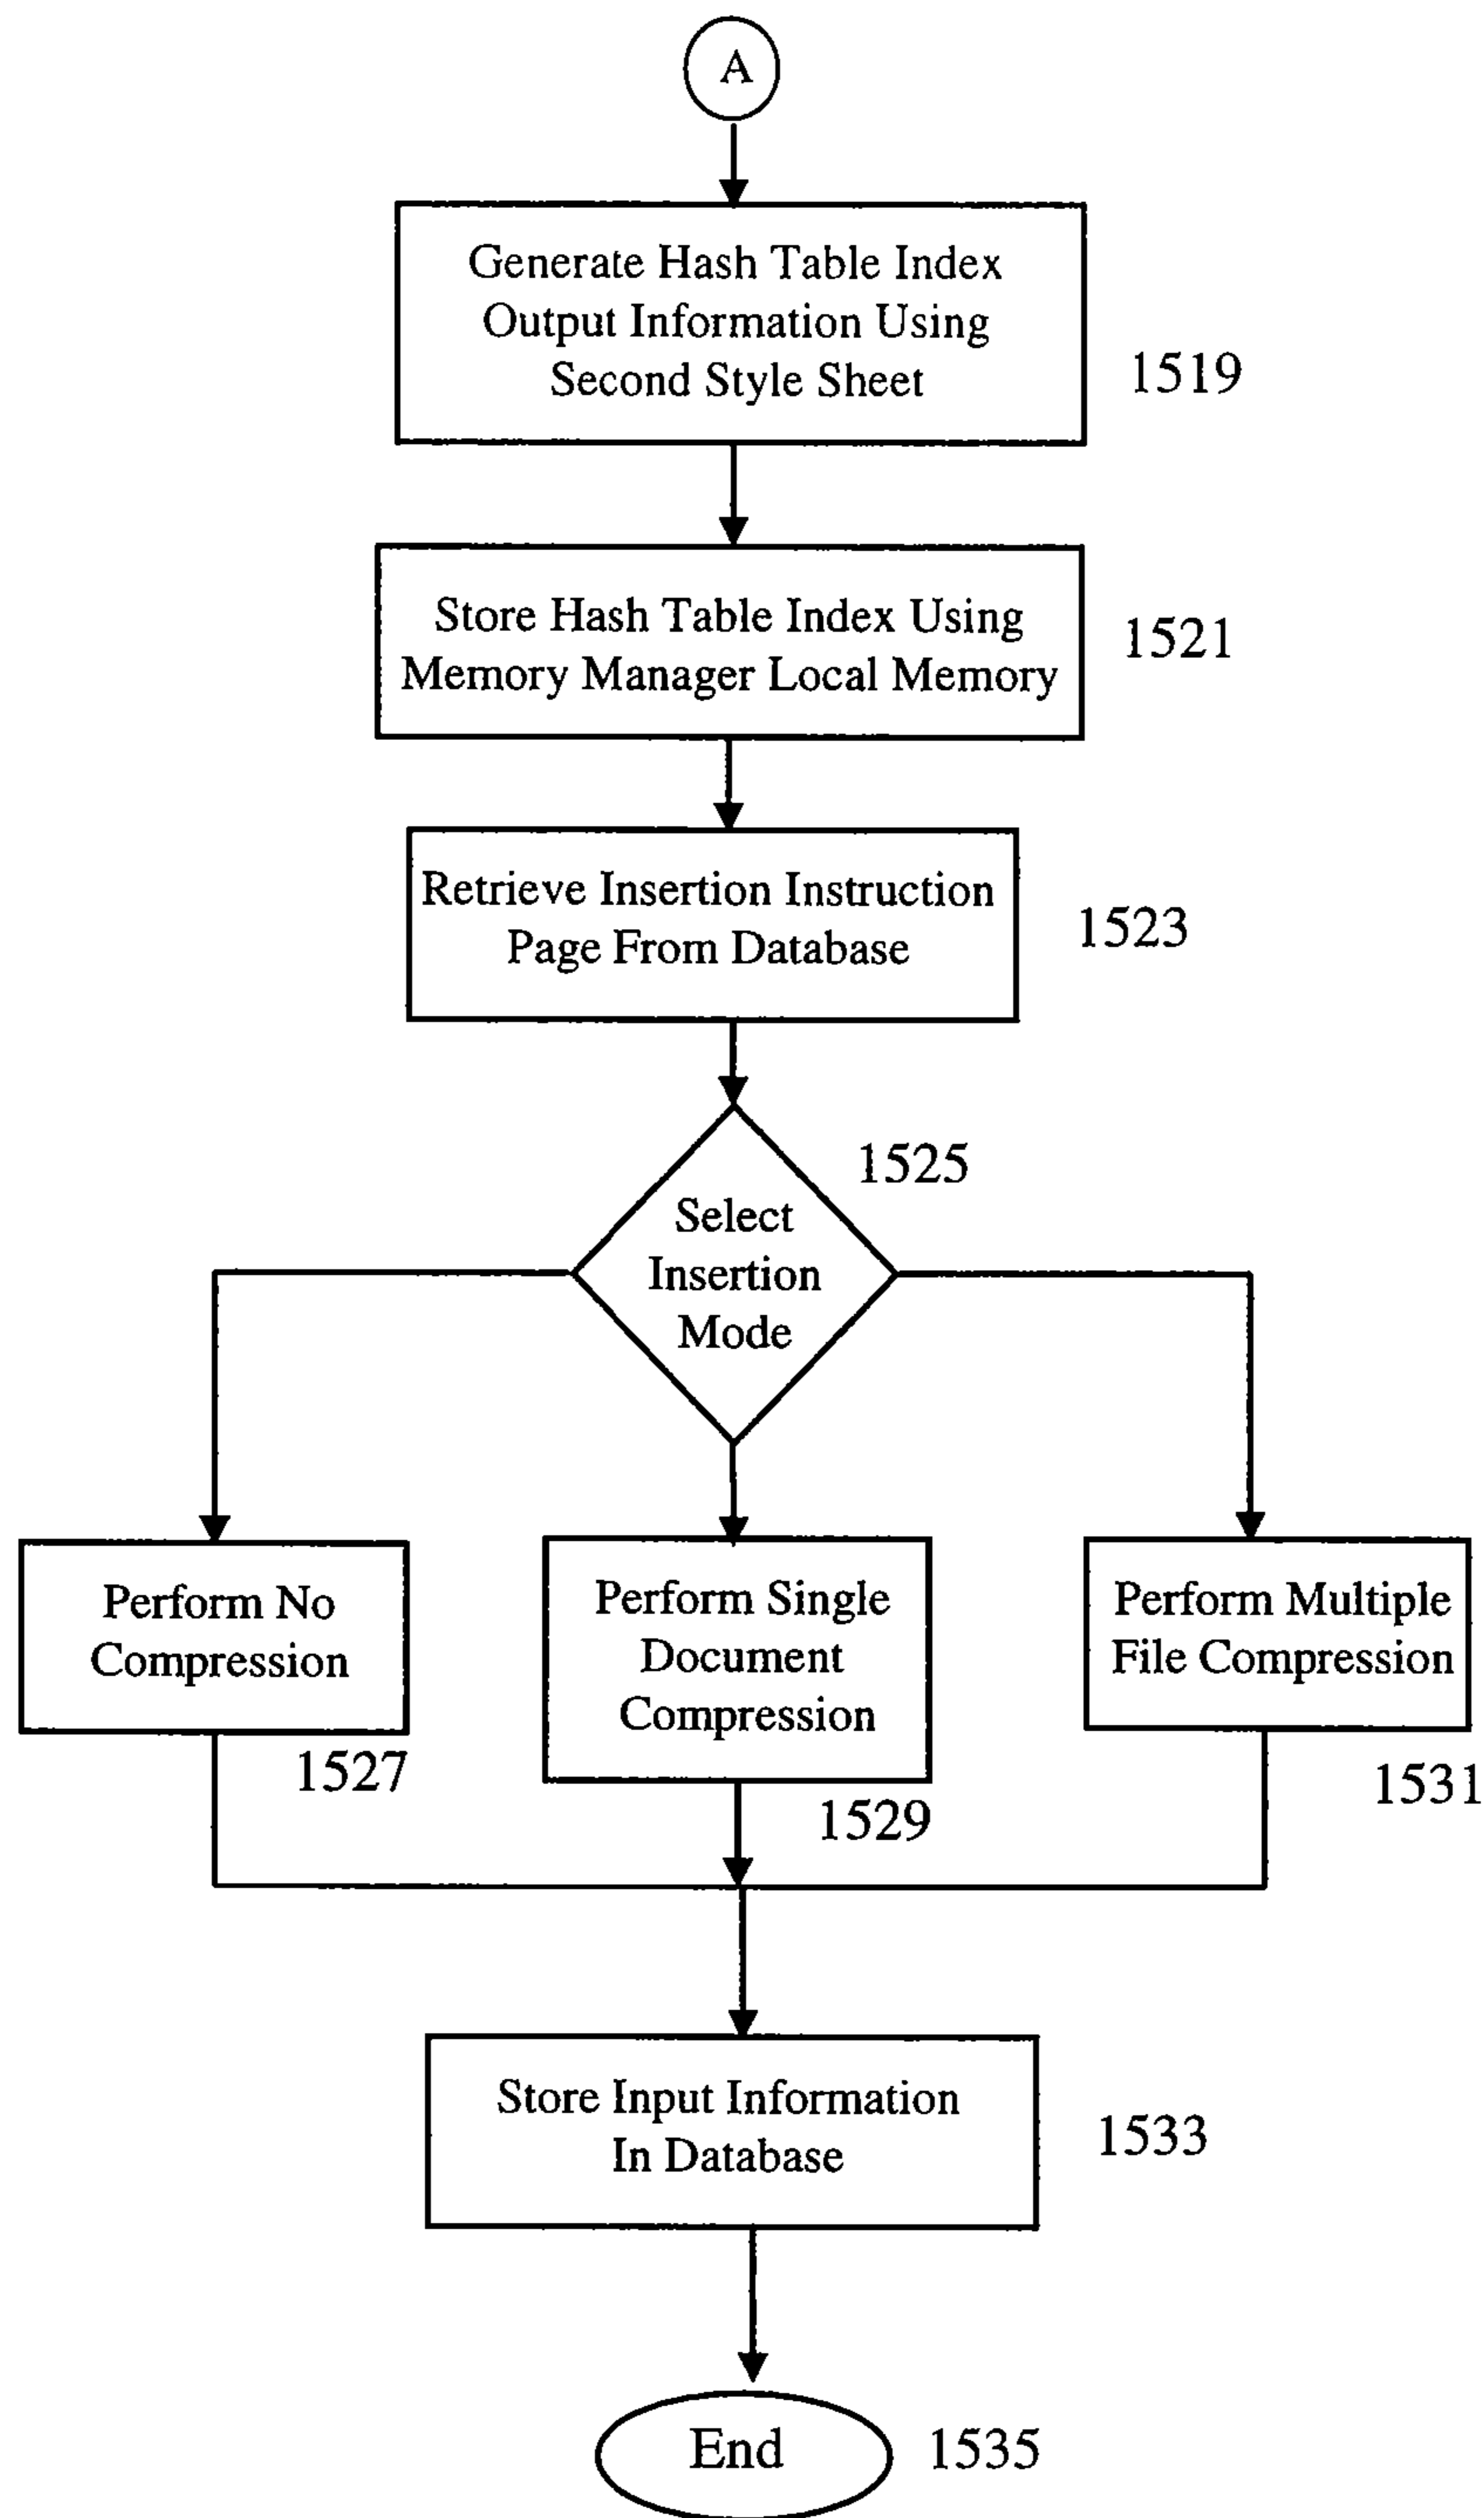 A
Generate Hash Table Index
Output Information Using
Second Style Sheet
1519
Store Hash Table Index Using
Memory Manager Local Memory
1521
Retrieve Insertion Instruction
Page From Database
1523
1525
Select
Insertion
Mode
Perform No
Compression
1527
Perform Single
Document
Compression
1529
Perform Multiple
File Compression
1531
Store Input Information
In Database
1533
End
1535